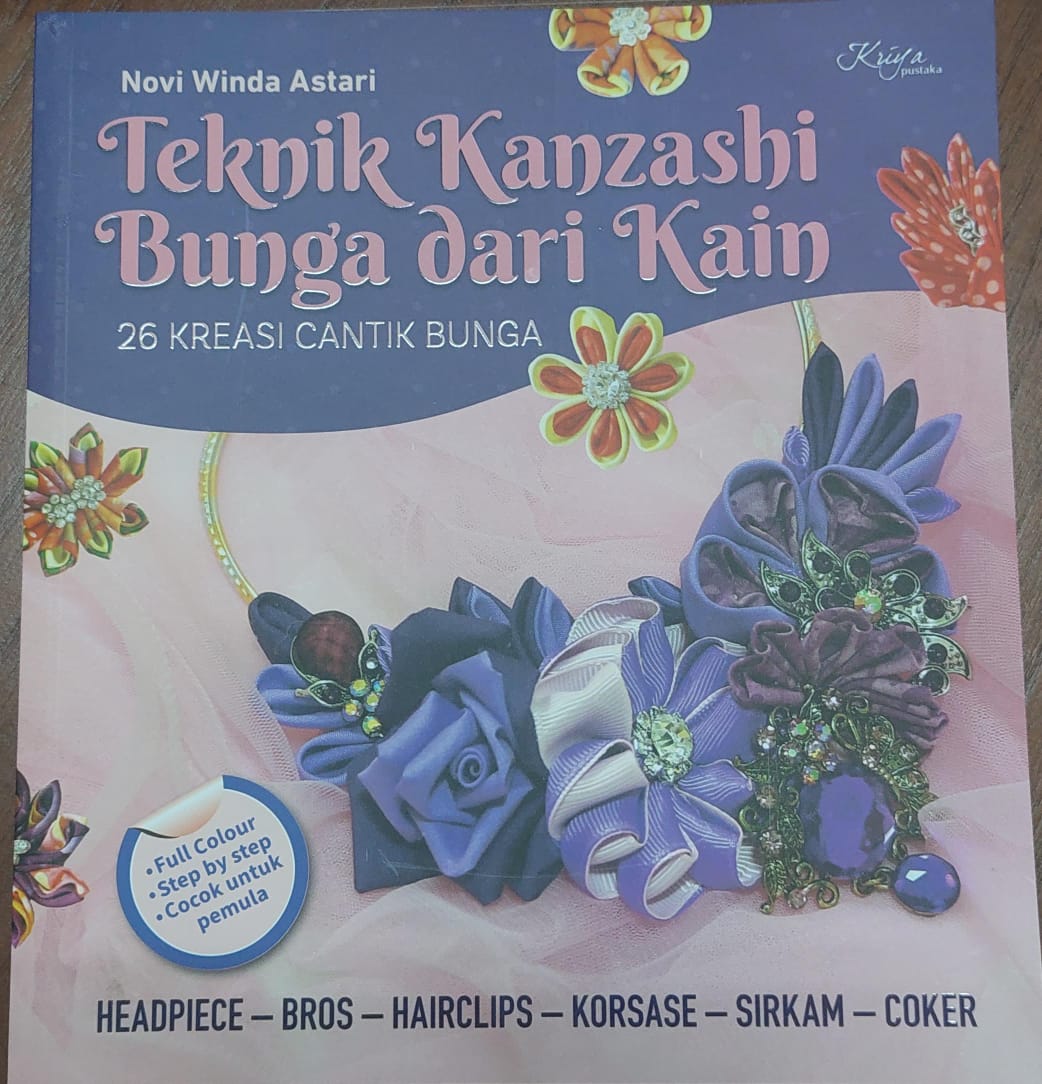 Kriya
pustaka
Novi Winda Astari
Teknik Kanzashi
Bunga dari Kain
26 KREASI CANTIK BUNGA
• Full Colour
• Step by step
• Cocok untuk
pemula
HEADPIECE – BROS – HAIRCLIPS – KORSASE – SIRKAM – COKER